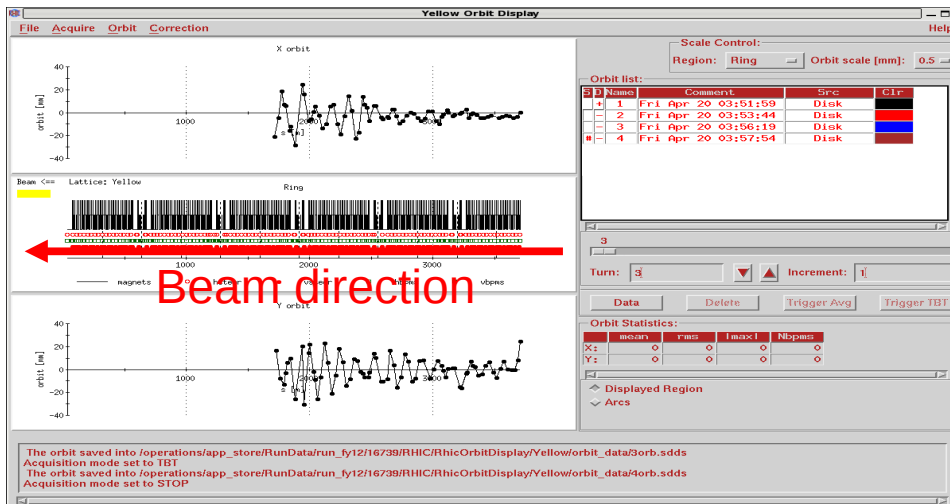 Yellow Orbit Display
File Acquire Orbit Correction Help
X orbit
40
20
0
−20
−40
orbit [mm]
1000
2000
3000
s [m]
Beam <== Lattice: Yellow
Ring
1000
2000
3000
magnets
Beam direction
vbpms
Y orbit
40
20
0
−20
−40
orbit [mm]
1000
2000
3000
s [m]
Scale Control:
Region: Ring Orbit scale [mm]: 0.5
Orbit list:
S D Name Comment Src Clr
+ 1 Fri Apr 20 03:51:59 Disk
− 2 Fri Apr 20 03:53:44 Disk
− 3 Fri Apr 20 03:56:19 Disk
# − 4 Fri Apr 20 03:57:54 Disk
3
Turn: 3 Increment: 1
Data Delete Trigger Avg Trigger TBT
Orbit Statistics:
mean rms |max| Nbpms
X: 0 0 0 0
Y: 0 0 0 0
Displayed Region
Arcs
The orbit saved into /operations/app_store/RunData/run_fy12/16739/RHIC/RhicOrbitDisplay/Yellow/orbit_data/3orb.sdds
Acquisition mode set to TBT
The orbit saved into /operations/app_store/RunData/run_fy12/16739/RHIC/RhicOrbitDisplay/Yellow/orbit_data/4orb.sdds
Acquisition mode set to STOP